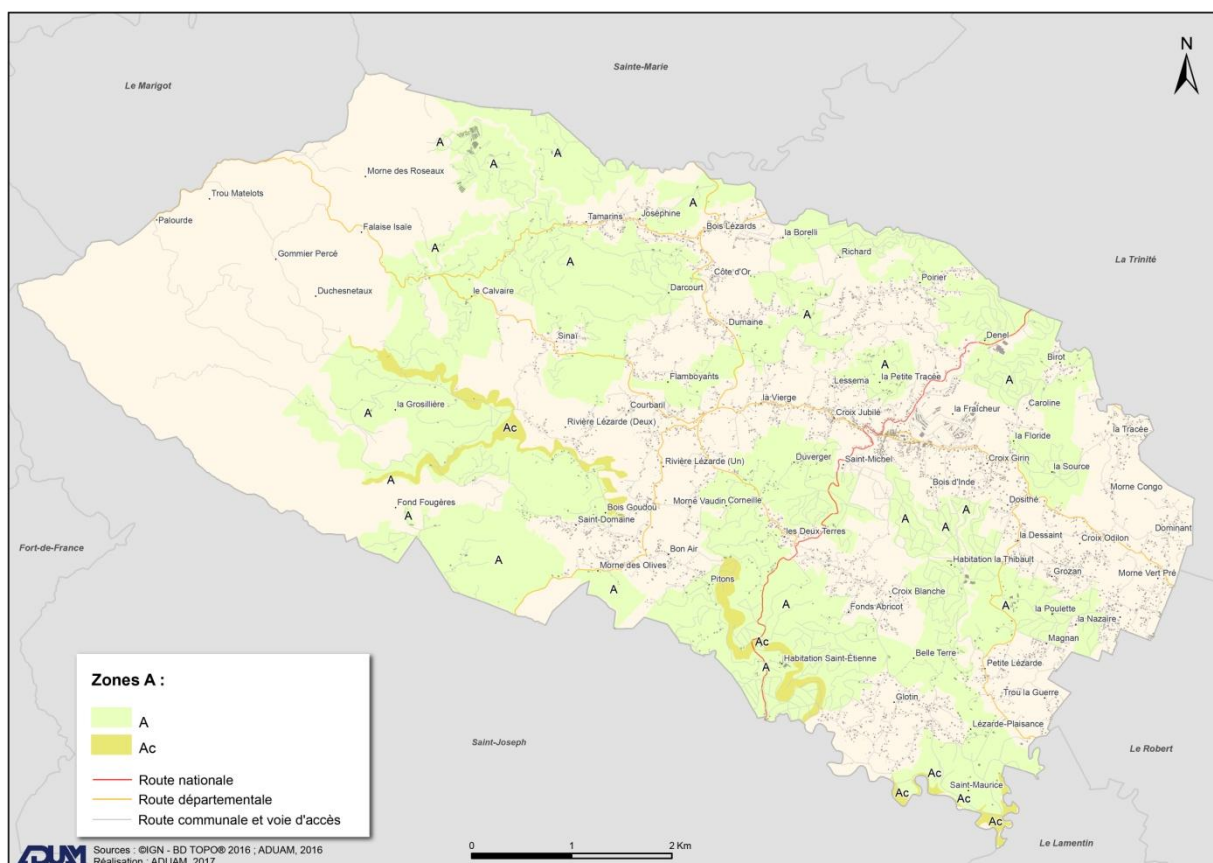 N
Sainte-Marie
Le Marigot
A
A
A
Morne des Roseaux
Trou Matelots
A
Joséphine
Tamarins
Palourde
Falaise Isaïe
Bois Lézards
la Borelli
A
Richard
Gommier Percé
A
La Trinité
Côte d'Or
Poirier
Duchesnetaux
le Calvaire
Darcourt
A
Dumaine
Sinaï
Denel
Birot
A
Flamboyants
Lessema
la Petite Tracée
A
la Vierge
Caroline
la Grosillière
A
Courbaril
Croix Jubilé
la Fraîcheur
Rivière Lézarde (Deux)
Ac
la Tracée
la Floride
Duverger
Saint-Michel
Croix Girin
Rivière Lézarde (Un)
la Source
A
Bois d'Inde
Morne Congo
Fond Fougères
Bois Goudou
Morne Vaudin
Corneille
Dosithé
A
Saint-Domaine
A
A
A
Dominant
les Deux Terres
la Dessaint
Croix Odilon
Fort-de-France
Bon Air
A
Morne des Olives
Habitation la Thibault
Grozan
Morne Vert Pré
Pitons
A
Croix Blanche
A
A
Fonds Abricot
la Poulette
la Nazaire
Ac
Magnan
Habitation Saint-Étienne
A
Belle Terre
Petite Lézarde
Glotin
Trou la Guerre
Lézarde-Plaisance
Saint-Joseph
Le Robert
Ac
Saint-Maurice
Ac
Ac
Ac
Le Lamentin
Zones A :
A
Ac
Route nationale
Route départementale
Route communale et voie d'accès
ADUAM
Sources : ©IGN - BD TOPO® 2016 ; ADUAM, 2016
Réalisation : ADUAM, 2017
0 1 2 Km